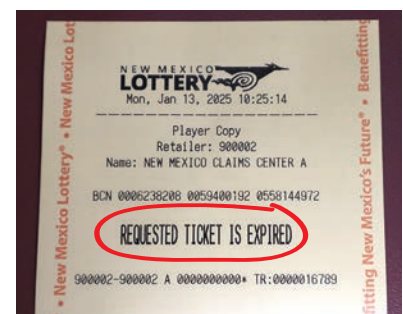 NEW MEXICO
LOTTERY
Mon, Jan 13, 2025 10:25:14
Player Copy
Retailer: 900002
Name: NEW MEXICO CLAIMS CENTER A
BCN 0006238208 0059400192 0558144972
REQUESTED TICKET IS EXPIRED
900002-900002 A 0000000000* TR:0000016789
• New Mexico Lottery® • New Mexico Lot
fitting New Mexico's Future® • Benefitting